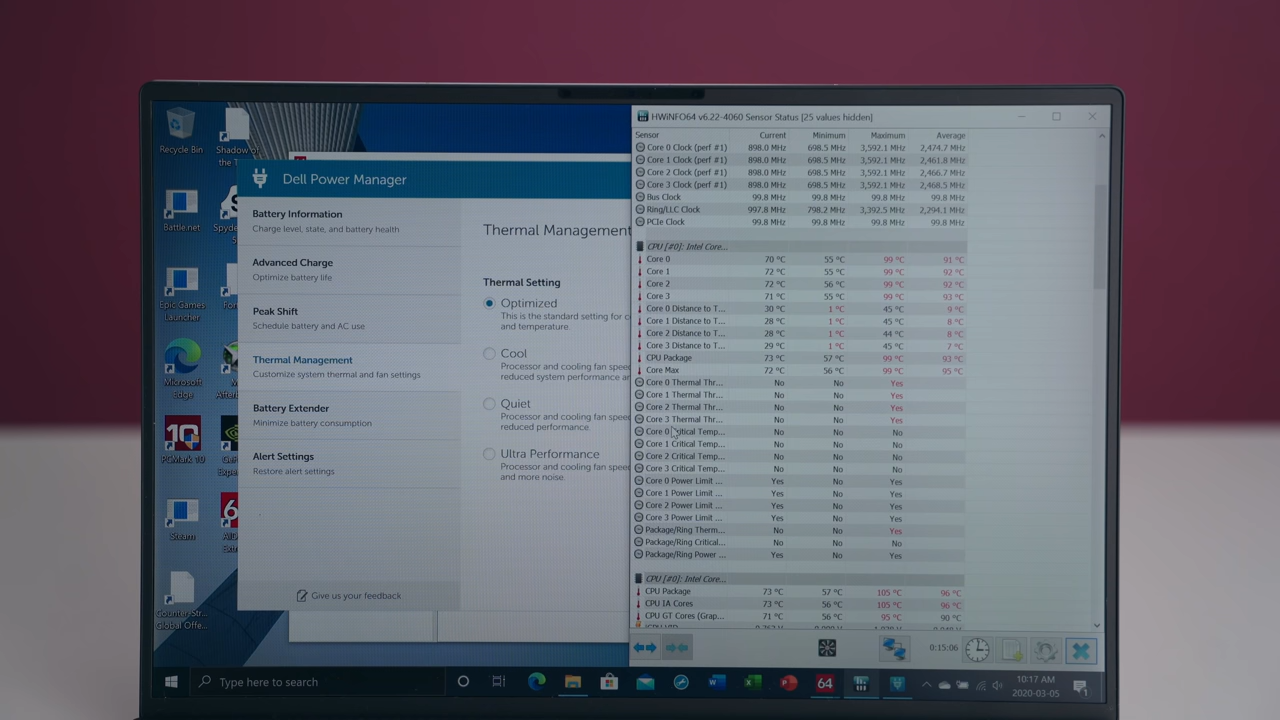 Recycle Bin
Shadow of
the T...
Battle.net
Spyde
5
Epic Games
Launcher
For
Microsoft
Edge
After
10
PCMark 10
GeF
Expe
Steam
64
AID
Extr
Counter Str...
Global Offe...
Dell Power Manager
Battery Information
Charge level, state, and battery health
Advanced Charge
Optimize battery life
Peak Shift
Schedule battery and AC use
Thermal Management
Customize system thermal and fan settings
Battery Extender
Minimize battery consumption
Alert Settings
Restore alert settings
Give us your feedback
Thermal Management
Thermal Setting
Optimized
This is the standard setting for c
and temperature.
Cool
Processor and cooling fan speed
reduced system performance an
Quiet
Processor and cooling fan speed
reduced performance.
Ultra Performance
Processor and cooling fan speed
and more noise.
HWiNFO64 v6.22-4060 Sensor Status [25 values hidden]
Sensor Current Minimum Maximum Average
Core 0 Clock (perf #1) 898.0 MHz 698.5 MHz 3,592.1 MHz 2,474.7 MHz
Core 1 Clock (perf #1) 898.0 MHz 698.5 MHz 3,592.1 MHz 2,461.8 MHz
Core 2 Clock (perf #1) 898.0 MHz 698.5 MHz 3,592.1 MHz 2,466.7 MHz
Core 3 Clock (perf #1) 898.0 MHz 698.5 MHz 3,592.1 MHz 2,468.5 MHz
Bus Clock 99.8 MHz 99.8 MHz 99.8 MHz 99.8 MHz
Ring/LLC Clock 997.8 MHz 798.2 MHz 3,392.5 MHz 2,294.1 MHz
PCIe Clock 99.8 MHz 99.8 MHz 99.8 MHz 99.8 MHz
CPU [#0]: Intel Core...
Core 0 70 °C 55 °C 99 °C 91 °C
Core 1 72 °C 55 °C 99 °C 92 °C
Core 2 72 °C 56 °C 99 °C 92 °C
Core 3 71 °C 55 °C 99 °C 93 °C
Core 0 Distance to T... 30 °C 1 °C 45 °C 9 °C
Core 1 Distance to T... 28 °C 1 °C 45 °C 8 °C
Core 2 Distance to T... 28 °C 1 °C 44 °C 8 °C
Core 3 Distance to T... 29 °C 1 °C 45 °C 7 °C
CPU Package 73 °C 57 °C 99 °C 93 °C
Core Max 72 °C 56 °C 99 °C 95 °C
Core 0 Thermal Thr... No No Yes
Core 1 Thermal Thr... No No Yes
Core 2 Thermal Thr... No No Yes
Core 3 Thermal Thr... No No Yes
Core 0 Critical Temp... No No No
Core 1 Critical Temp... No No No
Core 2 Critical Temp... No No No
Core 3 Critical Temp... No No No
Core 0 Power Limit ... Yes No Yes
Core 1 Power Limit ... Yes No Yes
Core 2 Power Limit ... Yes No Yes
Core 3 Power Limit ... Yes No Yes
Package/Ring Therm... No No Yes
Package/Ring Critical... No No No
Package/Ring Power ... Yes No Yes
CPU [#0]: Intel Core...
CPU Package 73 °C 57 °C 105 °C 96 °C
CPU IA Cores 73 °C 56 °C 105 °C 96 °C
CPU GT Cores (Grap... 71 °C 56 °C 95 °C 90 °C
0:15:06
Type here to search
64
10:17 AM
2020-03-05
1